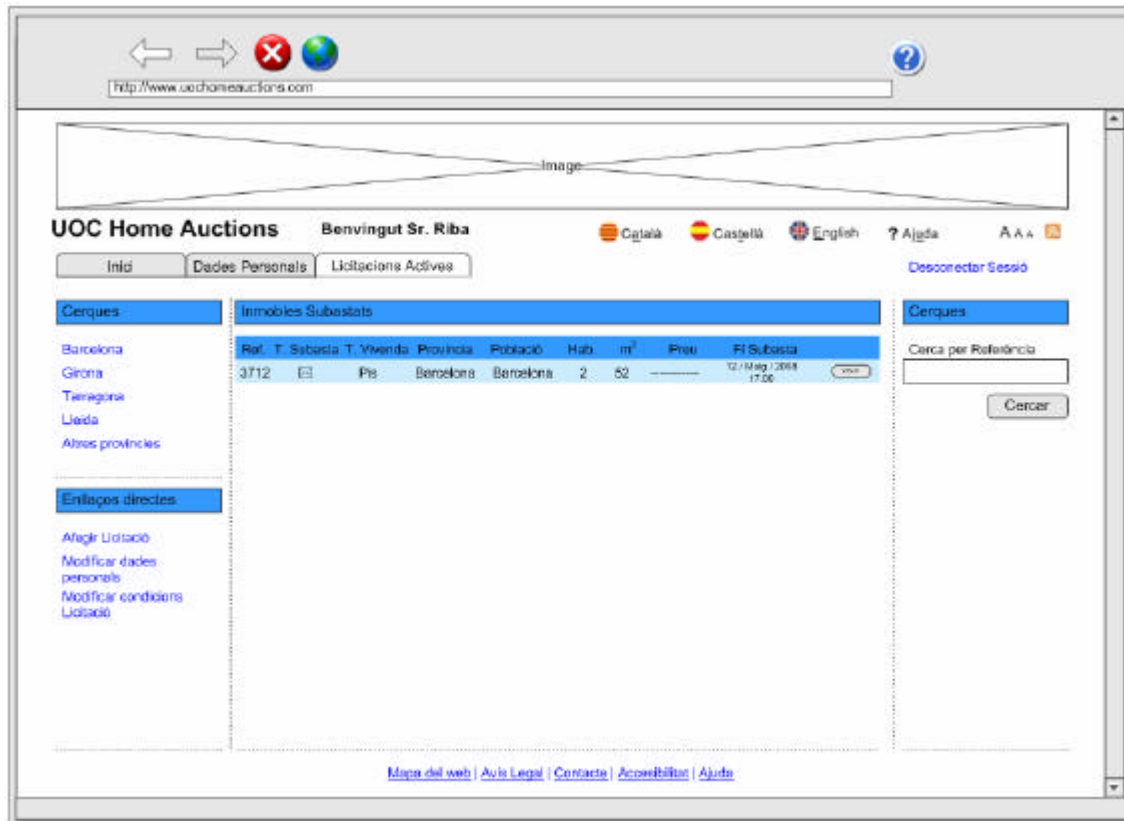 http://www.uochomeauctions.com
Image
UOC Home Auctions
Benvingut Sr. Riba
Català
Castellà
English
? Ajuda
A A A
Inici
Dades Personals
Licitacions Actives
Desconectar Sessió
Cerques
Barcelona
Girona
Tarragona
Lleida
Altres províncies
Enllaços directes
Afegir Licitació
Modificar dades
personals
Modificar condicions
Licitació
Inmobles Subastats
Ref. T. Subasta T. Vivenda Província Població Hab. m² Preu Fi Subasta
3712 Pis Barcelona Barcelona 2 52 ----------- 12 / Maig / 2008
17:00
Cerques
Cerca per Referència
Cercar
Mapa del web | Avís Legal | Contacte | Accesibilitat | Ajuda